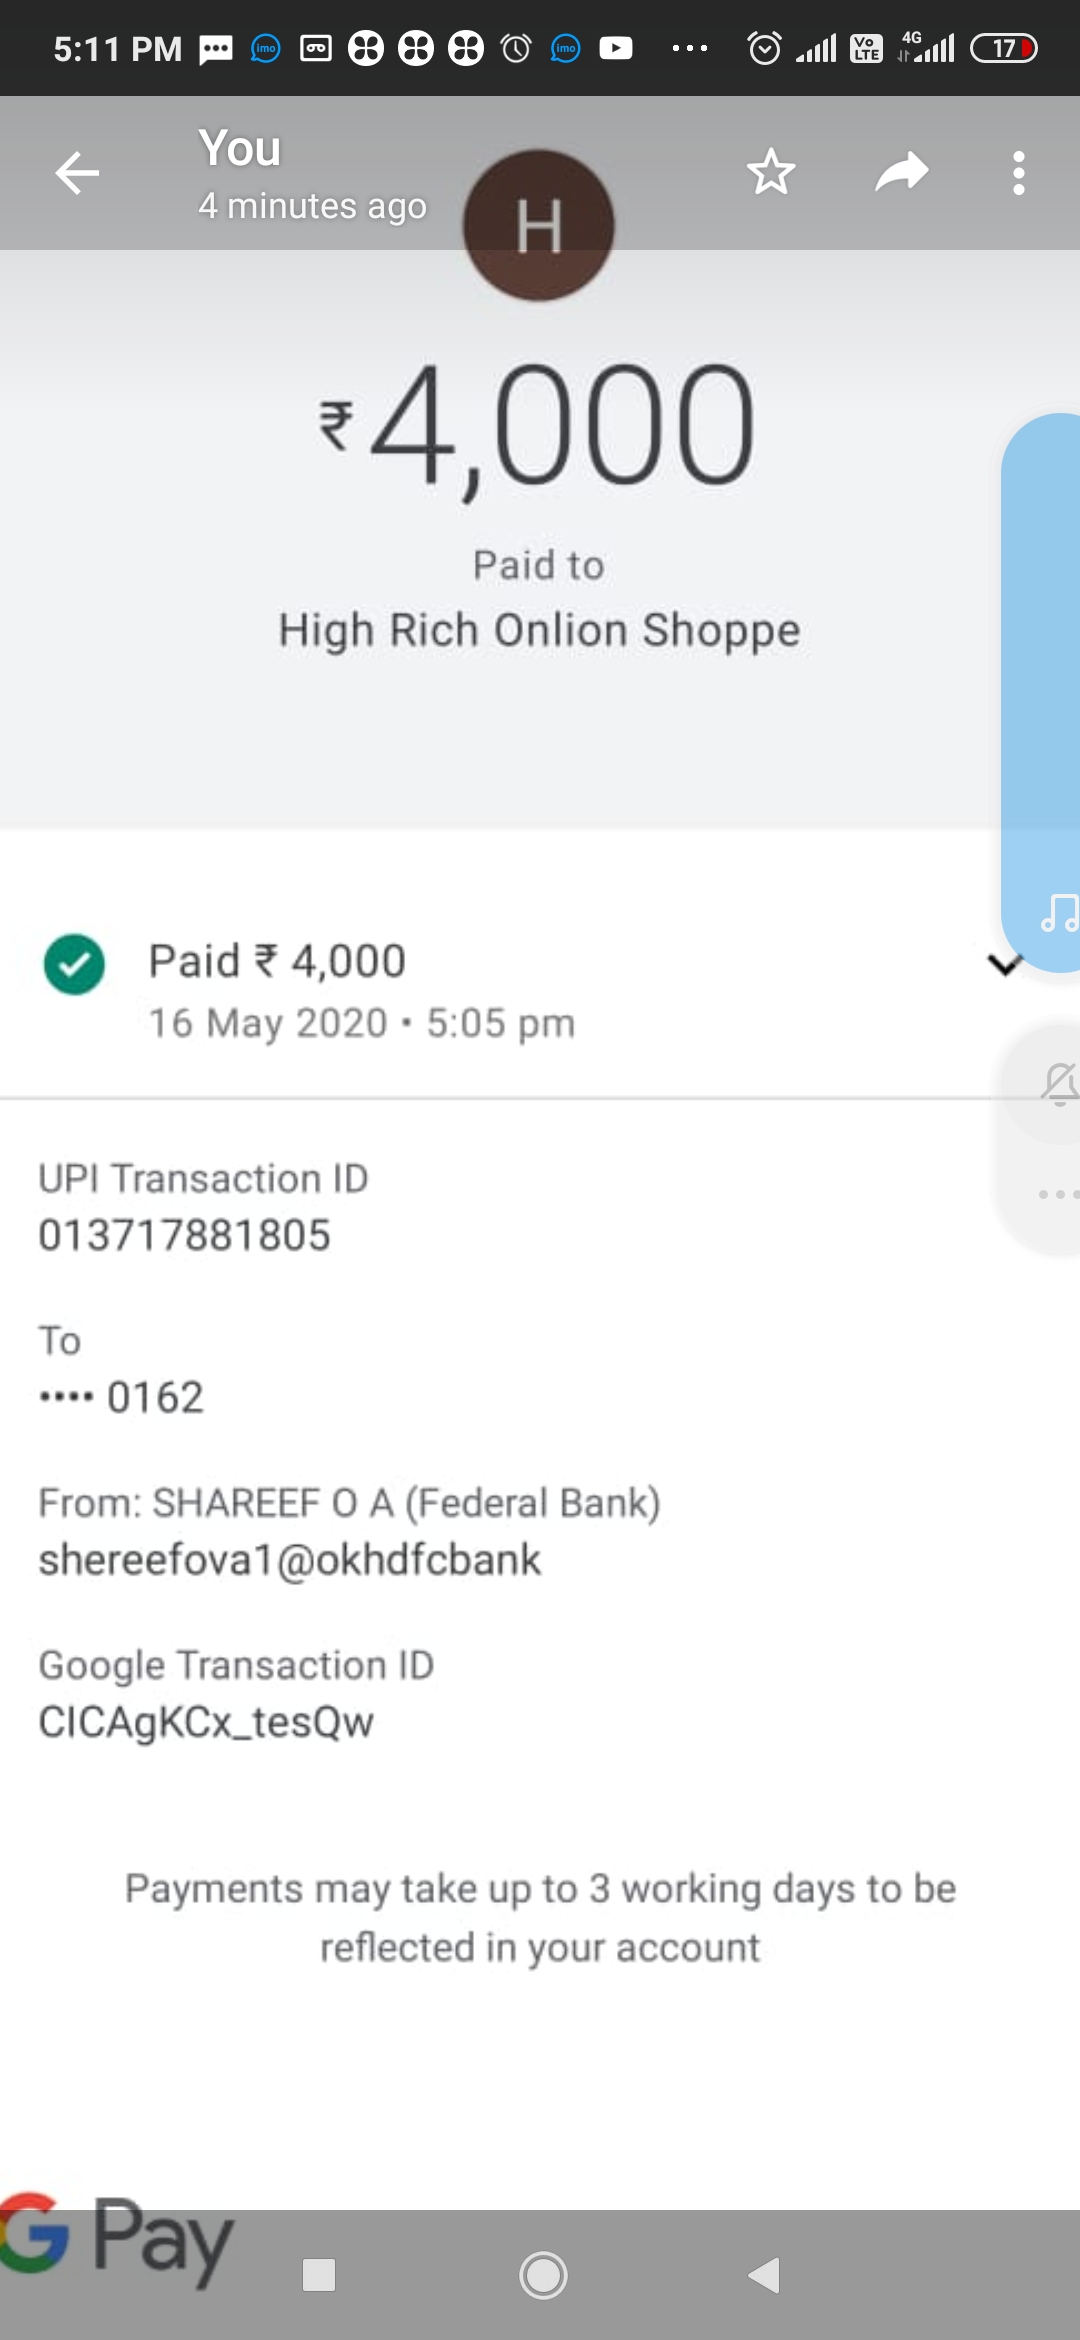 5:11 PM imo imo Vo LTE 4G 17
You
4 minutes ago
H
₹4,000
Paid to
High Rich Onlion Shoppe
Paid ₹ 4,000
16 May 2020 • 5:05 pm
UPI Transaction ID
013717881805
To
•••• 0162
From: SHAREEF O A (Federal Bank)
shereefova1@okhdfcbank
Google Transaction ID
CICAgKCx_tesQw
Payments may take up to 3 working days to be
reflected in your account
G Pay